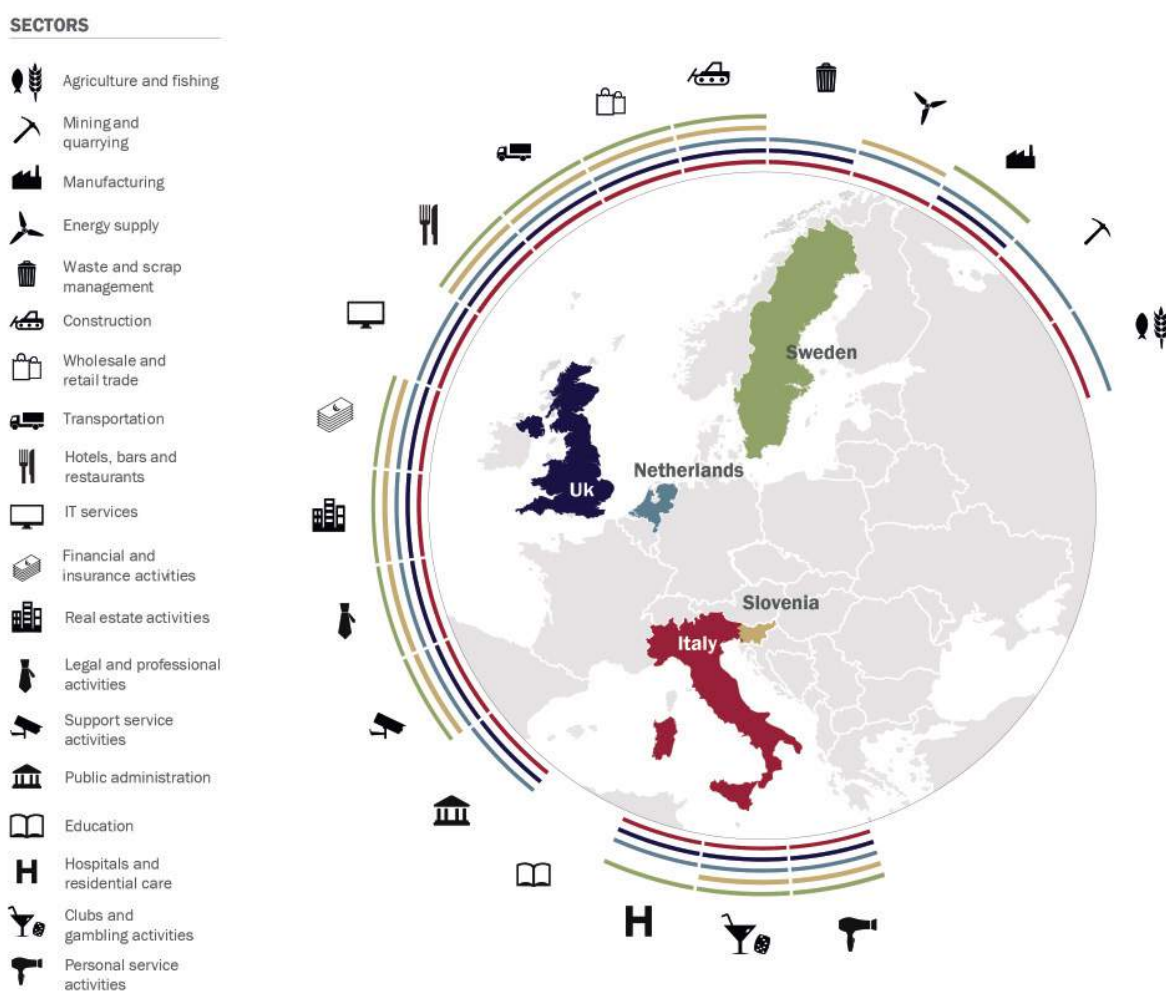 SECTORS
Agriculture and fishing
Mining and
quarrying
Manufacturing
Energy supply
Waste and scrap
management
Construction
Wholesale and
retail trade
Transportation
Hotels, bars and
restaurants
IT services
Financial and
insurance activities
Real estate activities
Legal and professional
activities
Support service
activities
Public administration
Education
H
Hospitals and
residential care
Clubs and
gambling activities
Personal service
activities
Sweden
Netherlands
Uk
Slovenia
Italy
H